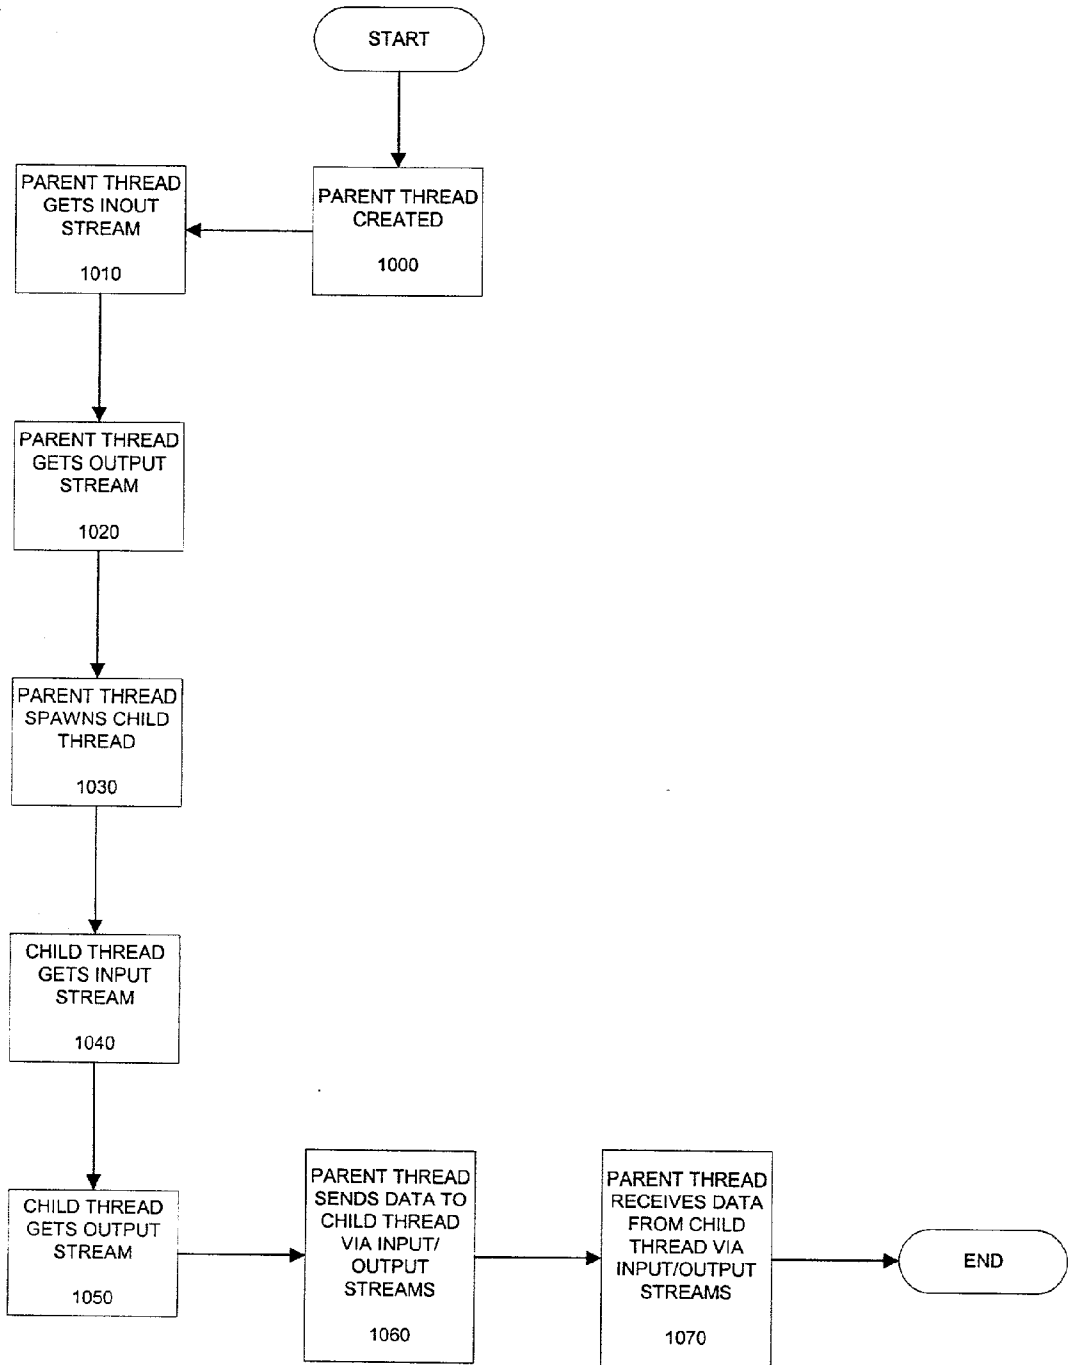 START
PARENT THREAD
CREATED
1000
PARENT THREAD
GETS INOUT
STREAM
1010
PARENT THREAD
GETS OUTPUT
STREAM
1020
PARENT THREAD
SPAWNS CHILD
THREAD
1030
CHILD THREAD
GETS INPUT
STREAM
1040
CHILD THREAD
GETS OUTPUT
STREAM
1050
PARENT THREAD
SENDS DATA TO
CHILD THREAD
VIA INPUT/
OUTPUT
STREAMS
1060
PARENT THREAD
RECEIVES DATA
FROM CHILD
THREAD VIA
INPUT/OUTPUT
STREAMS
1070
END